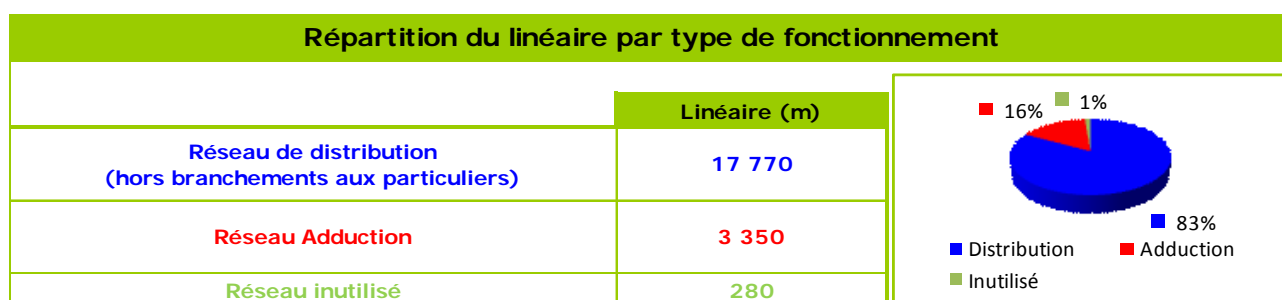 Répartition du linéaire par type de fonctionnement
Linéaire (m)
Réseau de distribution
(hors branchements aux particuliers)
17 770
Réseau Adduction
3 350
Réseau inutilisé
280
16%
1%
83%
Distribution
Adduction
Inutilisé